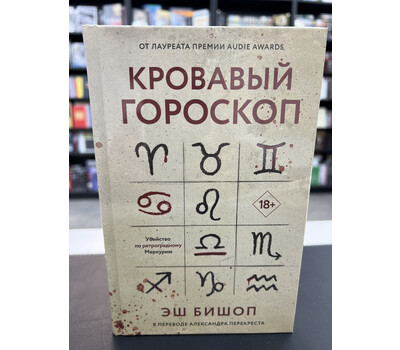 ОТ ЛАУРЕАТА ПРЕМИИ AUDIE AWARDS
КРОВАВЫЙ
ГОРОСКОП
♈ ♉ ♊
♋ ♌ 18+
Убийство
по ретроградному
Меркурию
♎ ♏
♐ ♑ ♒
ЭШ БИШОП
В ПЕРЕВОДЕ АЛЕКСАНДРА ПЕРЕКРЕСТА